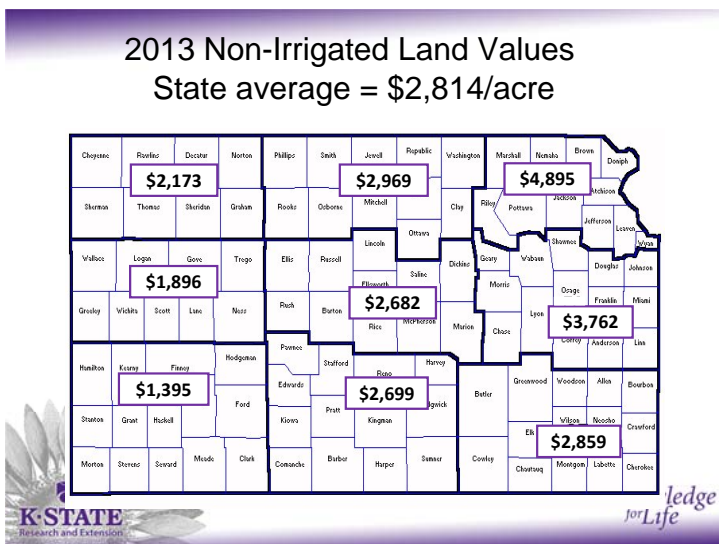 2013 Non-Irrigated Land Values
State average = $2,814/acre
Cheyenne Rawlins Decatur Norton Phillips Smith Jewell Republic Washington Marshall Nemaha Brown Doniph
$2,173 $2,969 $4,895
Atchison
Sherman Thomas Sheridan Graham Rooks Osborne Mitchell Clay Riley Pottawa Jackson Jefferson Leaven
Ottawa Wyan
Wallace Logan Gove Trego Ellis Russell Lincoln Saline Dickins Geary Wabaun Shawnee Douglas Johnson
$1,896 Ellsworth Morris Osage
Greeley Wichita Scott Lane Ness Rush Barton $2,682 Lyon Franklin Miami
Rice McPherson Marion Chase $3,762
Coffey Anderson Linn
Hamilton Kearny Finney Hodgeman Pawnee Stafford Reno Harvey Butler Greenwood Woodson Allen Bourbon
$1,395 Edwards $2,699
Stanton Grant Haskell Ford Kiowa Pratt Kingman dgwick Elk Wilson Neosho Crawford
$2,859
Morton Stevens Seward Meade Clark Comanche Barber Harper Sumner Cowley Chautauq Montgom Labette Cherokee
K-STATE
Research and Extension
ledge
for Life